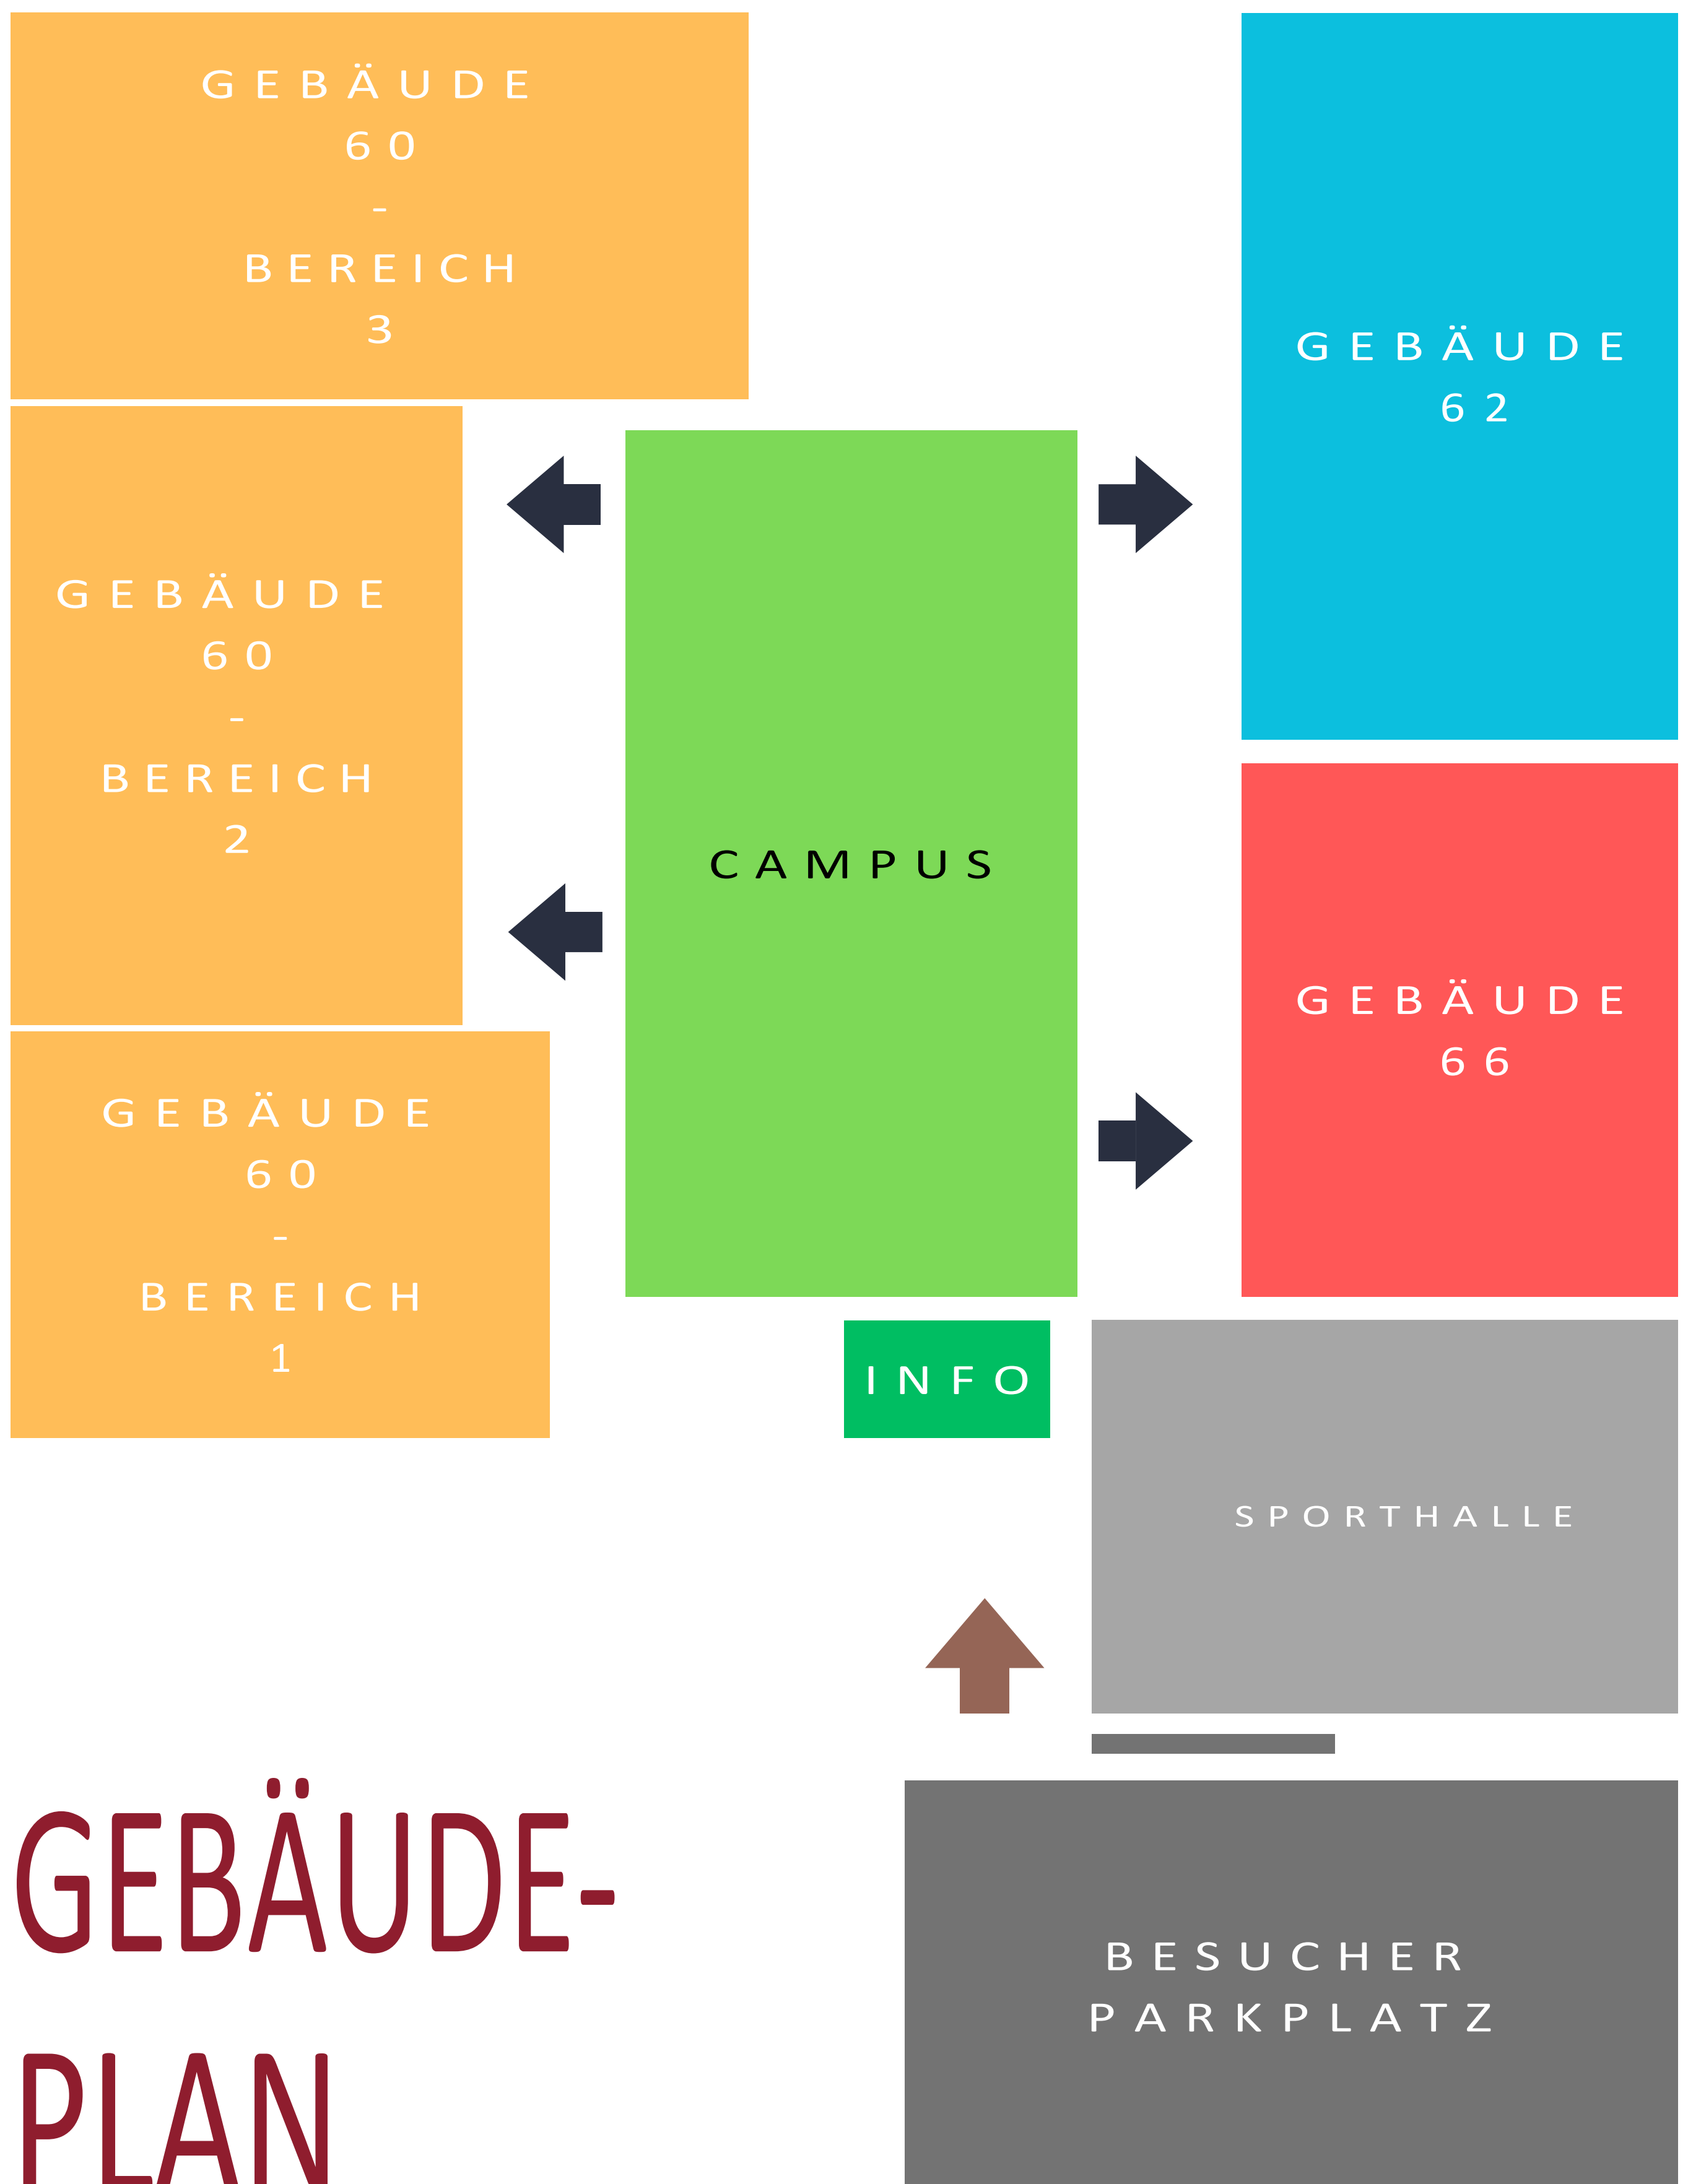 GEBÄUDE
60
-
BEREICH
3
GEBÄUDE
62
GEBÄUDE
60
-
BEREICH
2
CAMPUS
GEBÄUDE
66
GEBÄUDE
60
-
BEREICH
1
INFO
SPORTHALLE
BESUCHER
PARKPLATZ
GEBÄUDE-
PLAN